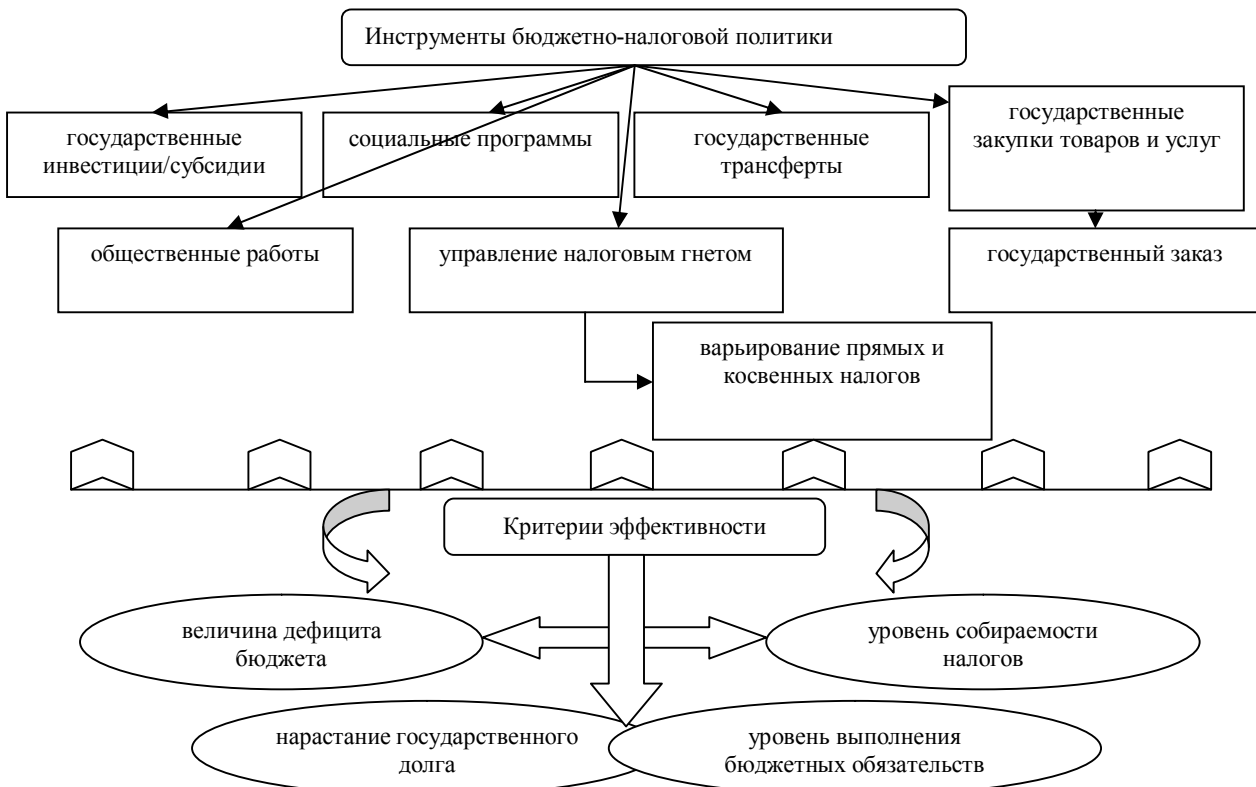 Инструменты бюджетно-налоговой политики
государственные
инвестиции/субсидии
социальные программы
государственные
трансферты
государственные
закупки товаров и услуг
общественные работы
управление налоговым гнетом
государственный заказ
варьирование прямых и
косвенных налогов
Критерии эффективности
величина дефицита
бюджета
уровень собираемости
налогов
нарастание государственного
долга
уровень выполнения
бюджетных обязательств